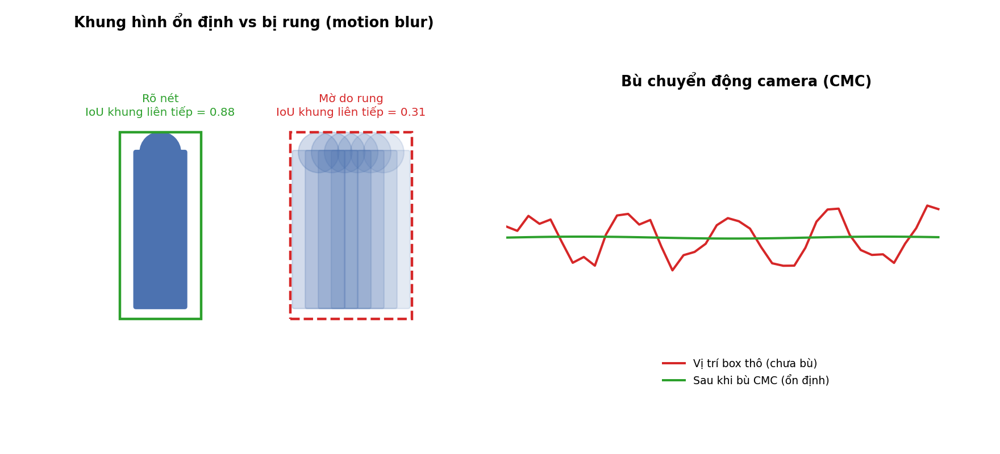 Khung hình ổn định vs bị rung (motion blur)
Rõ nét
IoU khung liên tiếp = 0.88
Mờ do rung
IoU khung liên tiếp = 0.31
Bù chuyển động camera (CMC)
Vị trí box thô (chưa bù)
Sau khi bù CMC (ổn định)